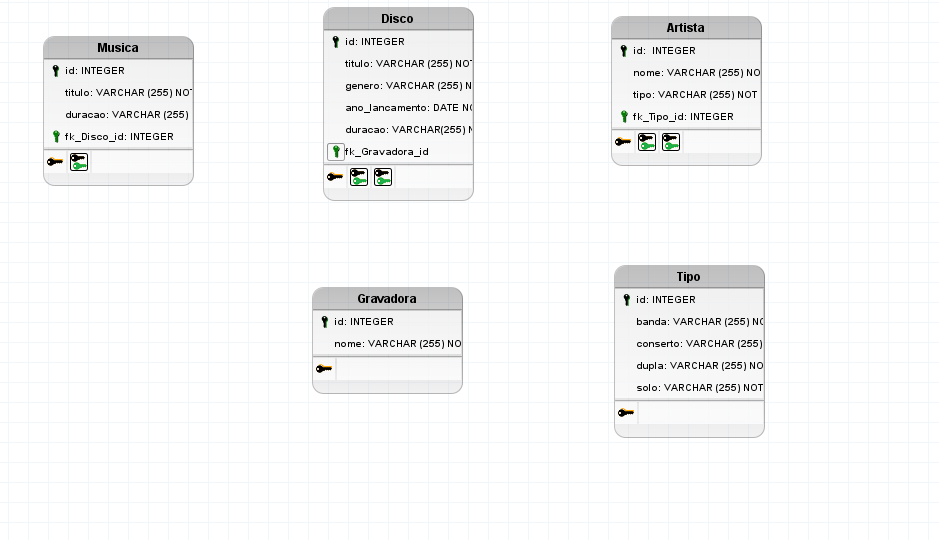 Musica
id: INTEGER
titulo: VARCHAR (255) NOT
duracao: VARCHAR (255)
fk_Disco_id: INTEGER
Disco
id: INTEGER
titulo: VARCHAR (255) NOT
genero: VARCHAR (255) N
ano_lancamento: DATE NO
duracao: VARCHAR(255) N
fk_Gravadora_id
Artista
id: INTEGER
nome: VARCHAR (255) NO
tipo: VARCHAR (255) NOT
fk_Tipo_id: INTEGER
Gravadora
id: INTEGER
nome: VARCHAR (255) NO
Tipo
id: INTEGER
banda: VARCHAR (255) NO
conserto: VARCHAR (255)
dupla: VARCHAR (255) NO
solo: VARCHAR (255) NOT